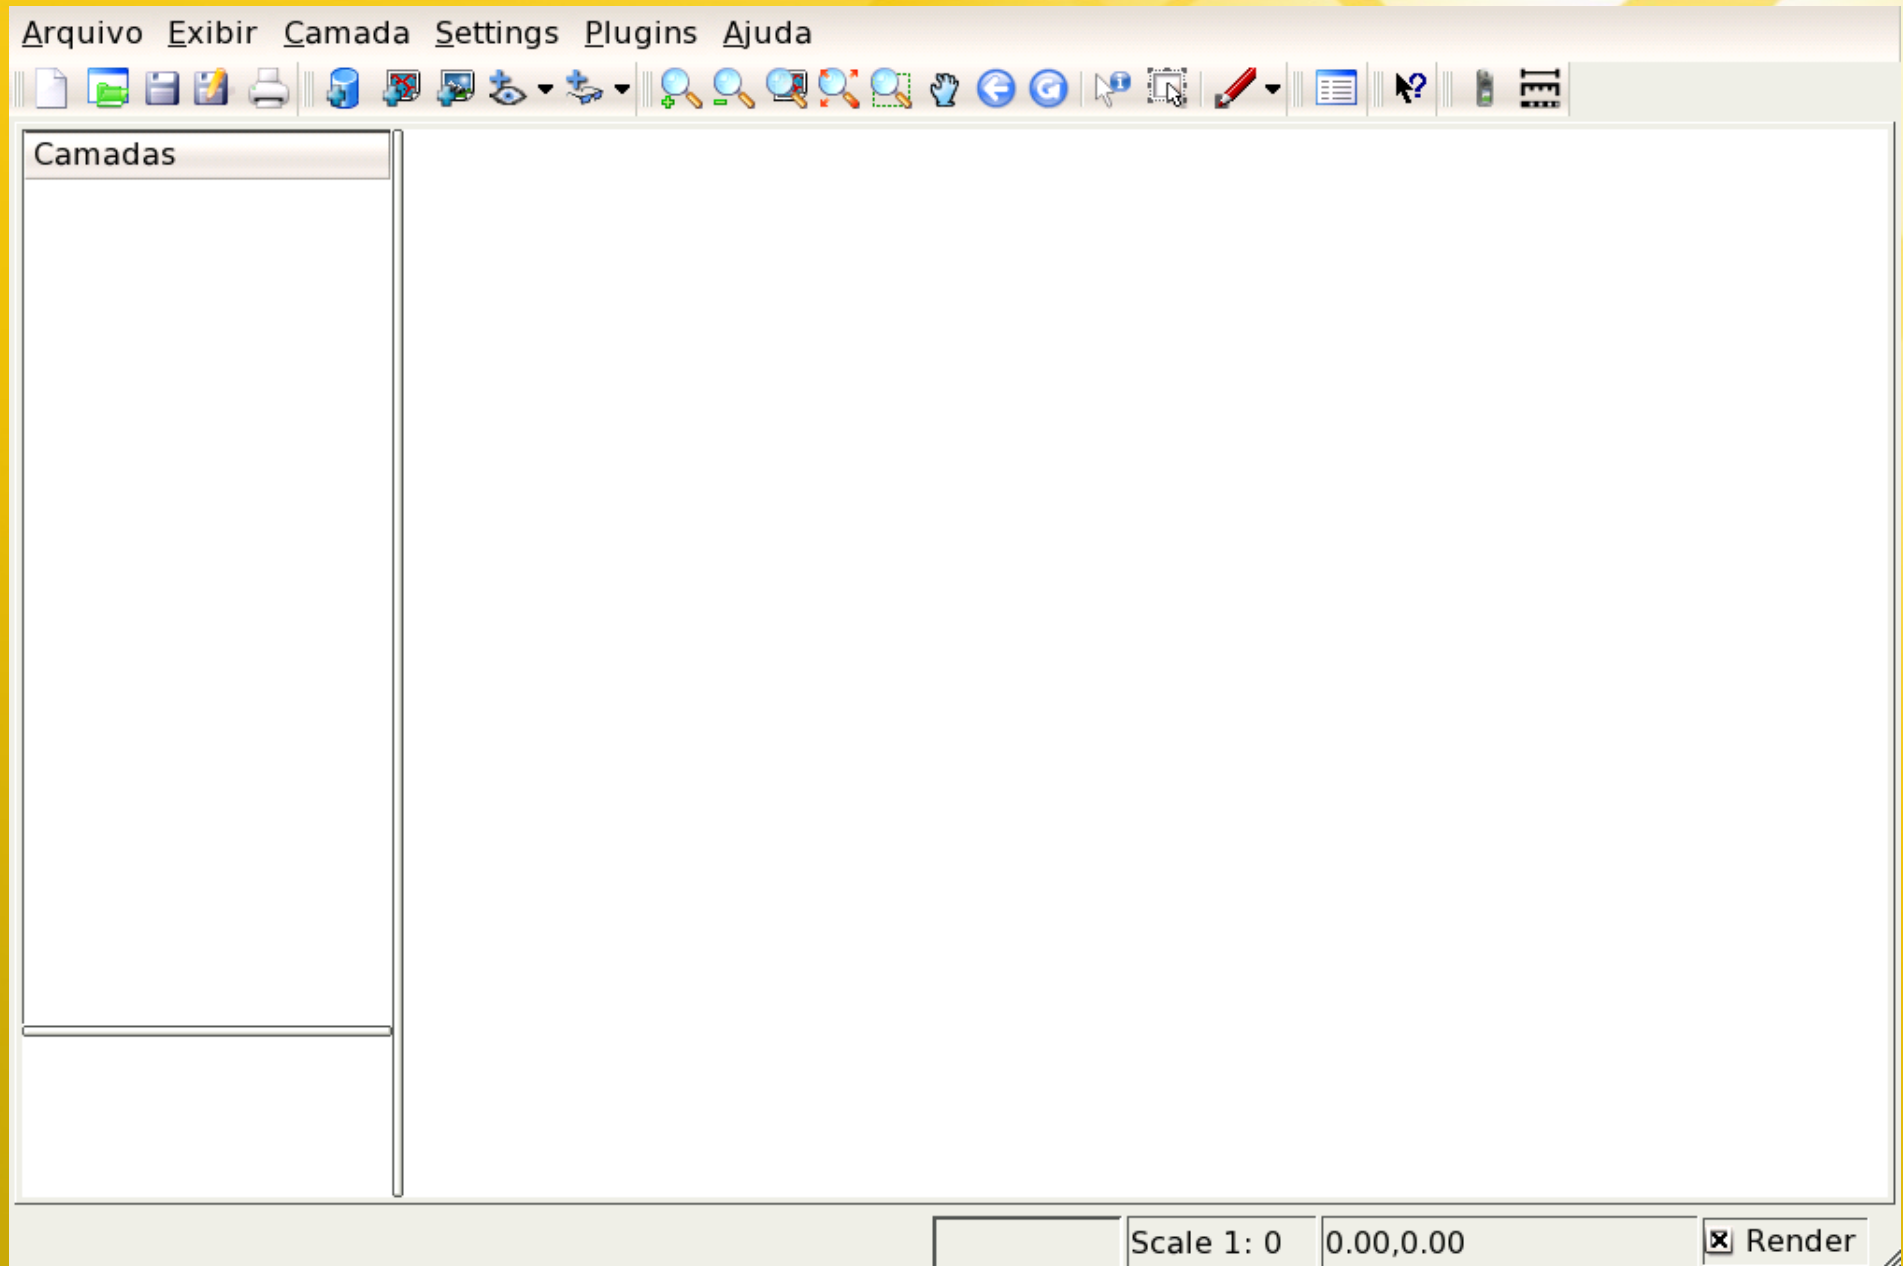 Arquivo Exibir Camada Settings Plugins Ajuda
Camadas
Scale 1: 0 0.00,0.00 Render